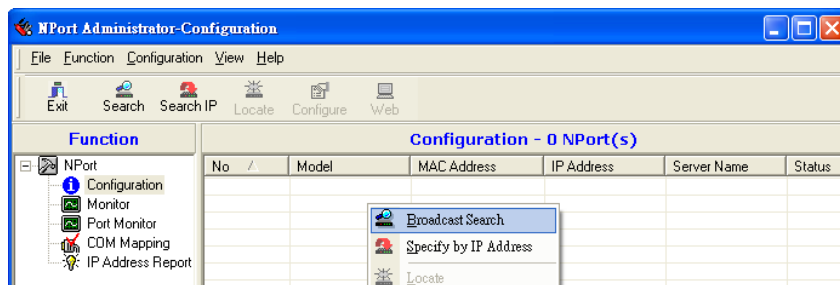 NPort Administrator-Configuration
File Function Configuration View Help
Exit Search Search IP Locate Configure Web
Function
Configuration - 0 NPort(s)
NPort
Configuration
Monitor
Port Monitor
COM Mapping
IP Address Report
No Model MAC Address IP Address Server Name Status
Broadcast Search
Specify by IP Address
Locate